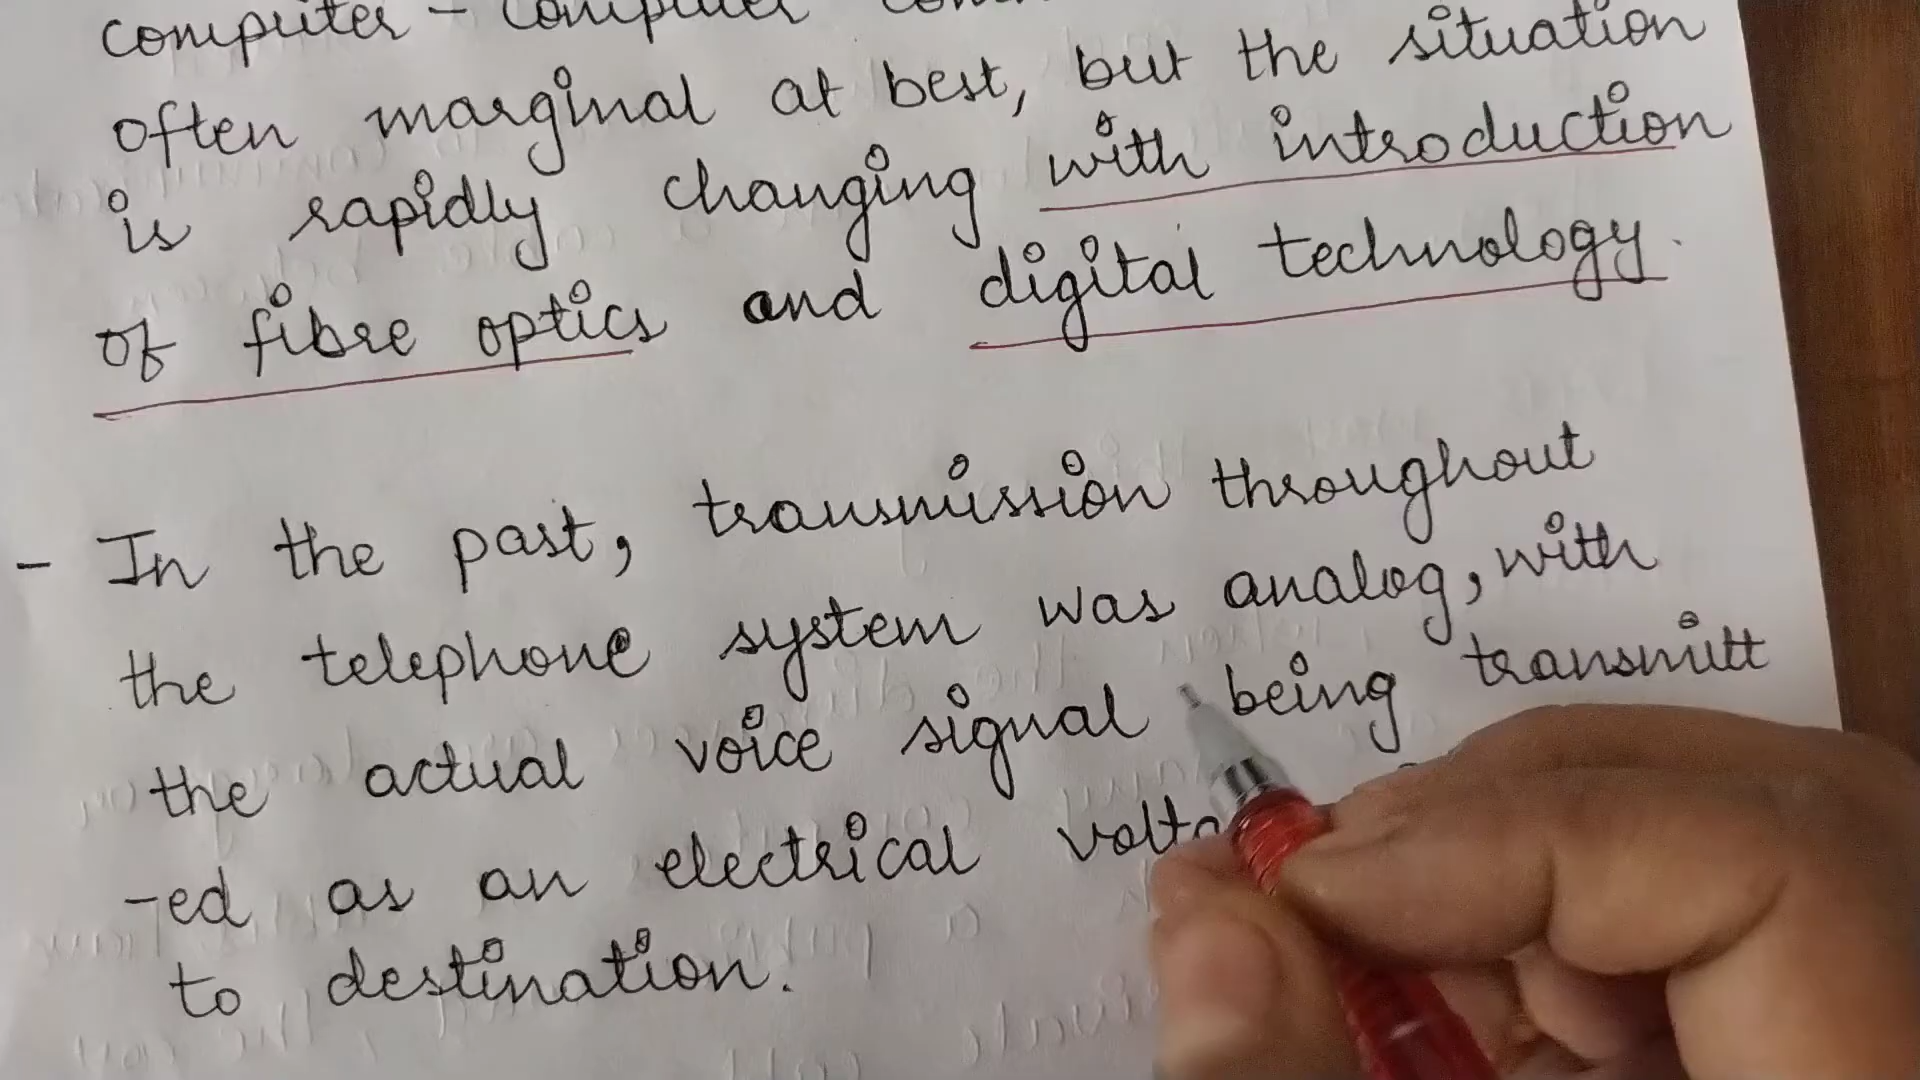 computer - computer
often marginal at best, but the situation
is rapidly changing with introduction
of fibre optics and digital technology.
- In the past, transmission throughout
the telephone system was analog, with
the actual voice signal being transmitt
-ed as an electrical
to destination.